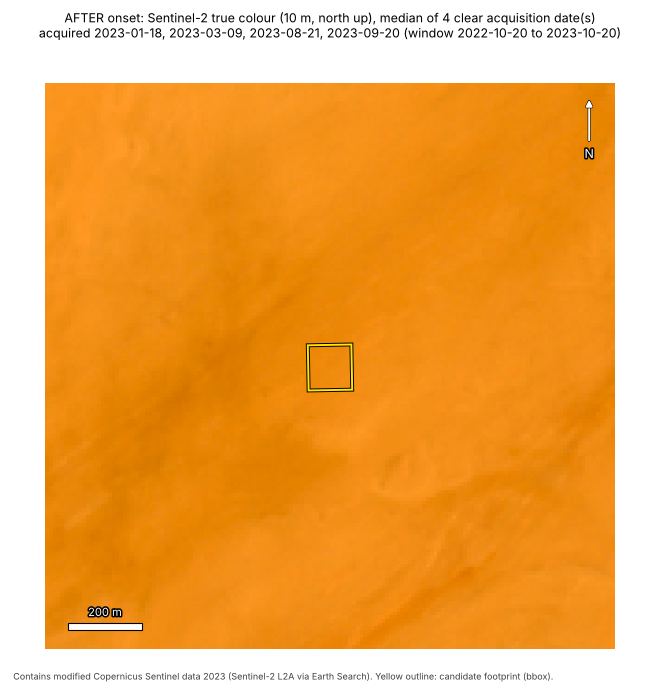 AFTER onset: Sentinel-2 true colour (10 m, north up), median of 4 clear acquisition date(s)
acquired 2023-01-18, 2023-03-09, 2023-08-21, 2023-09-20 (window 2022-10-20 to 2023-10-20)
N
200 m
Contains modified Copernicus Sentinel data 2023 (Sentinel-2 L2A via Earth Search). Yellow outline: candidate footprint (bbox).